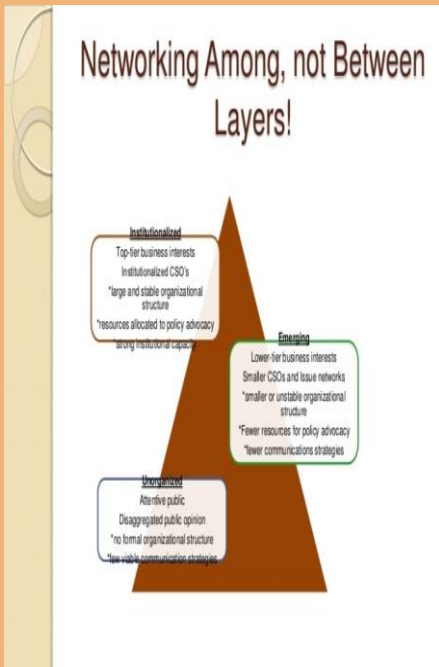 Networking Among, not Between
Layers!
Institutionalized
Top-tier business interests
Institutionalized CSO's
*large and stable organizational
structure
*resources allocated to policy advocacy
*strong institutional capacity
Emerging
Lower-tier business interests
Smaller CSOs and Issue networks
*smaller or unstable organizational
structure
*Fewer resources for policy advocacy
*fewer communications strategies
Unorganized
Attentive public
Disaggregated public opinion
*no formal organizational structure
*few viable communication strategies